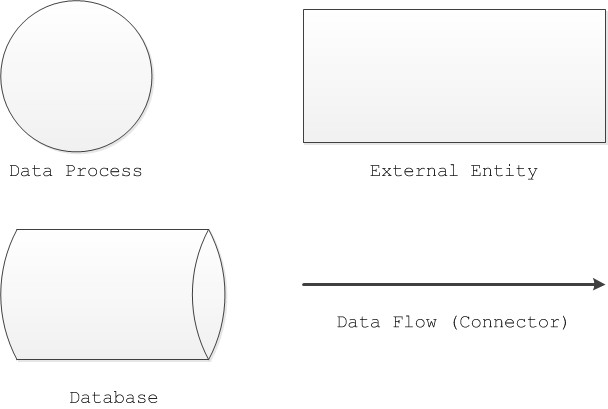 Data Process
External Entity
Data Flow (Connector)
Database